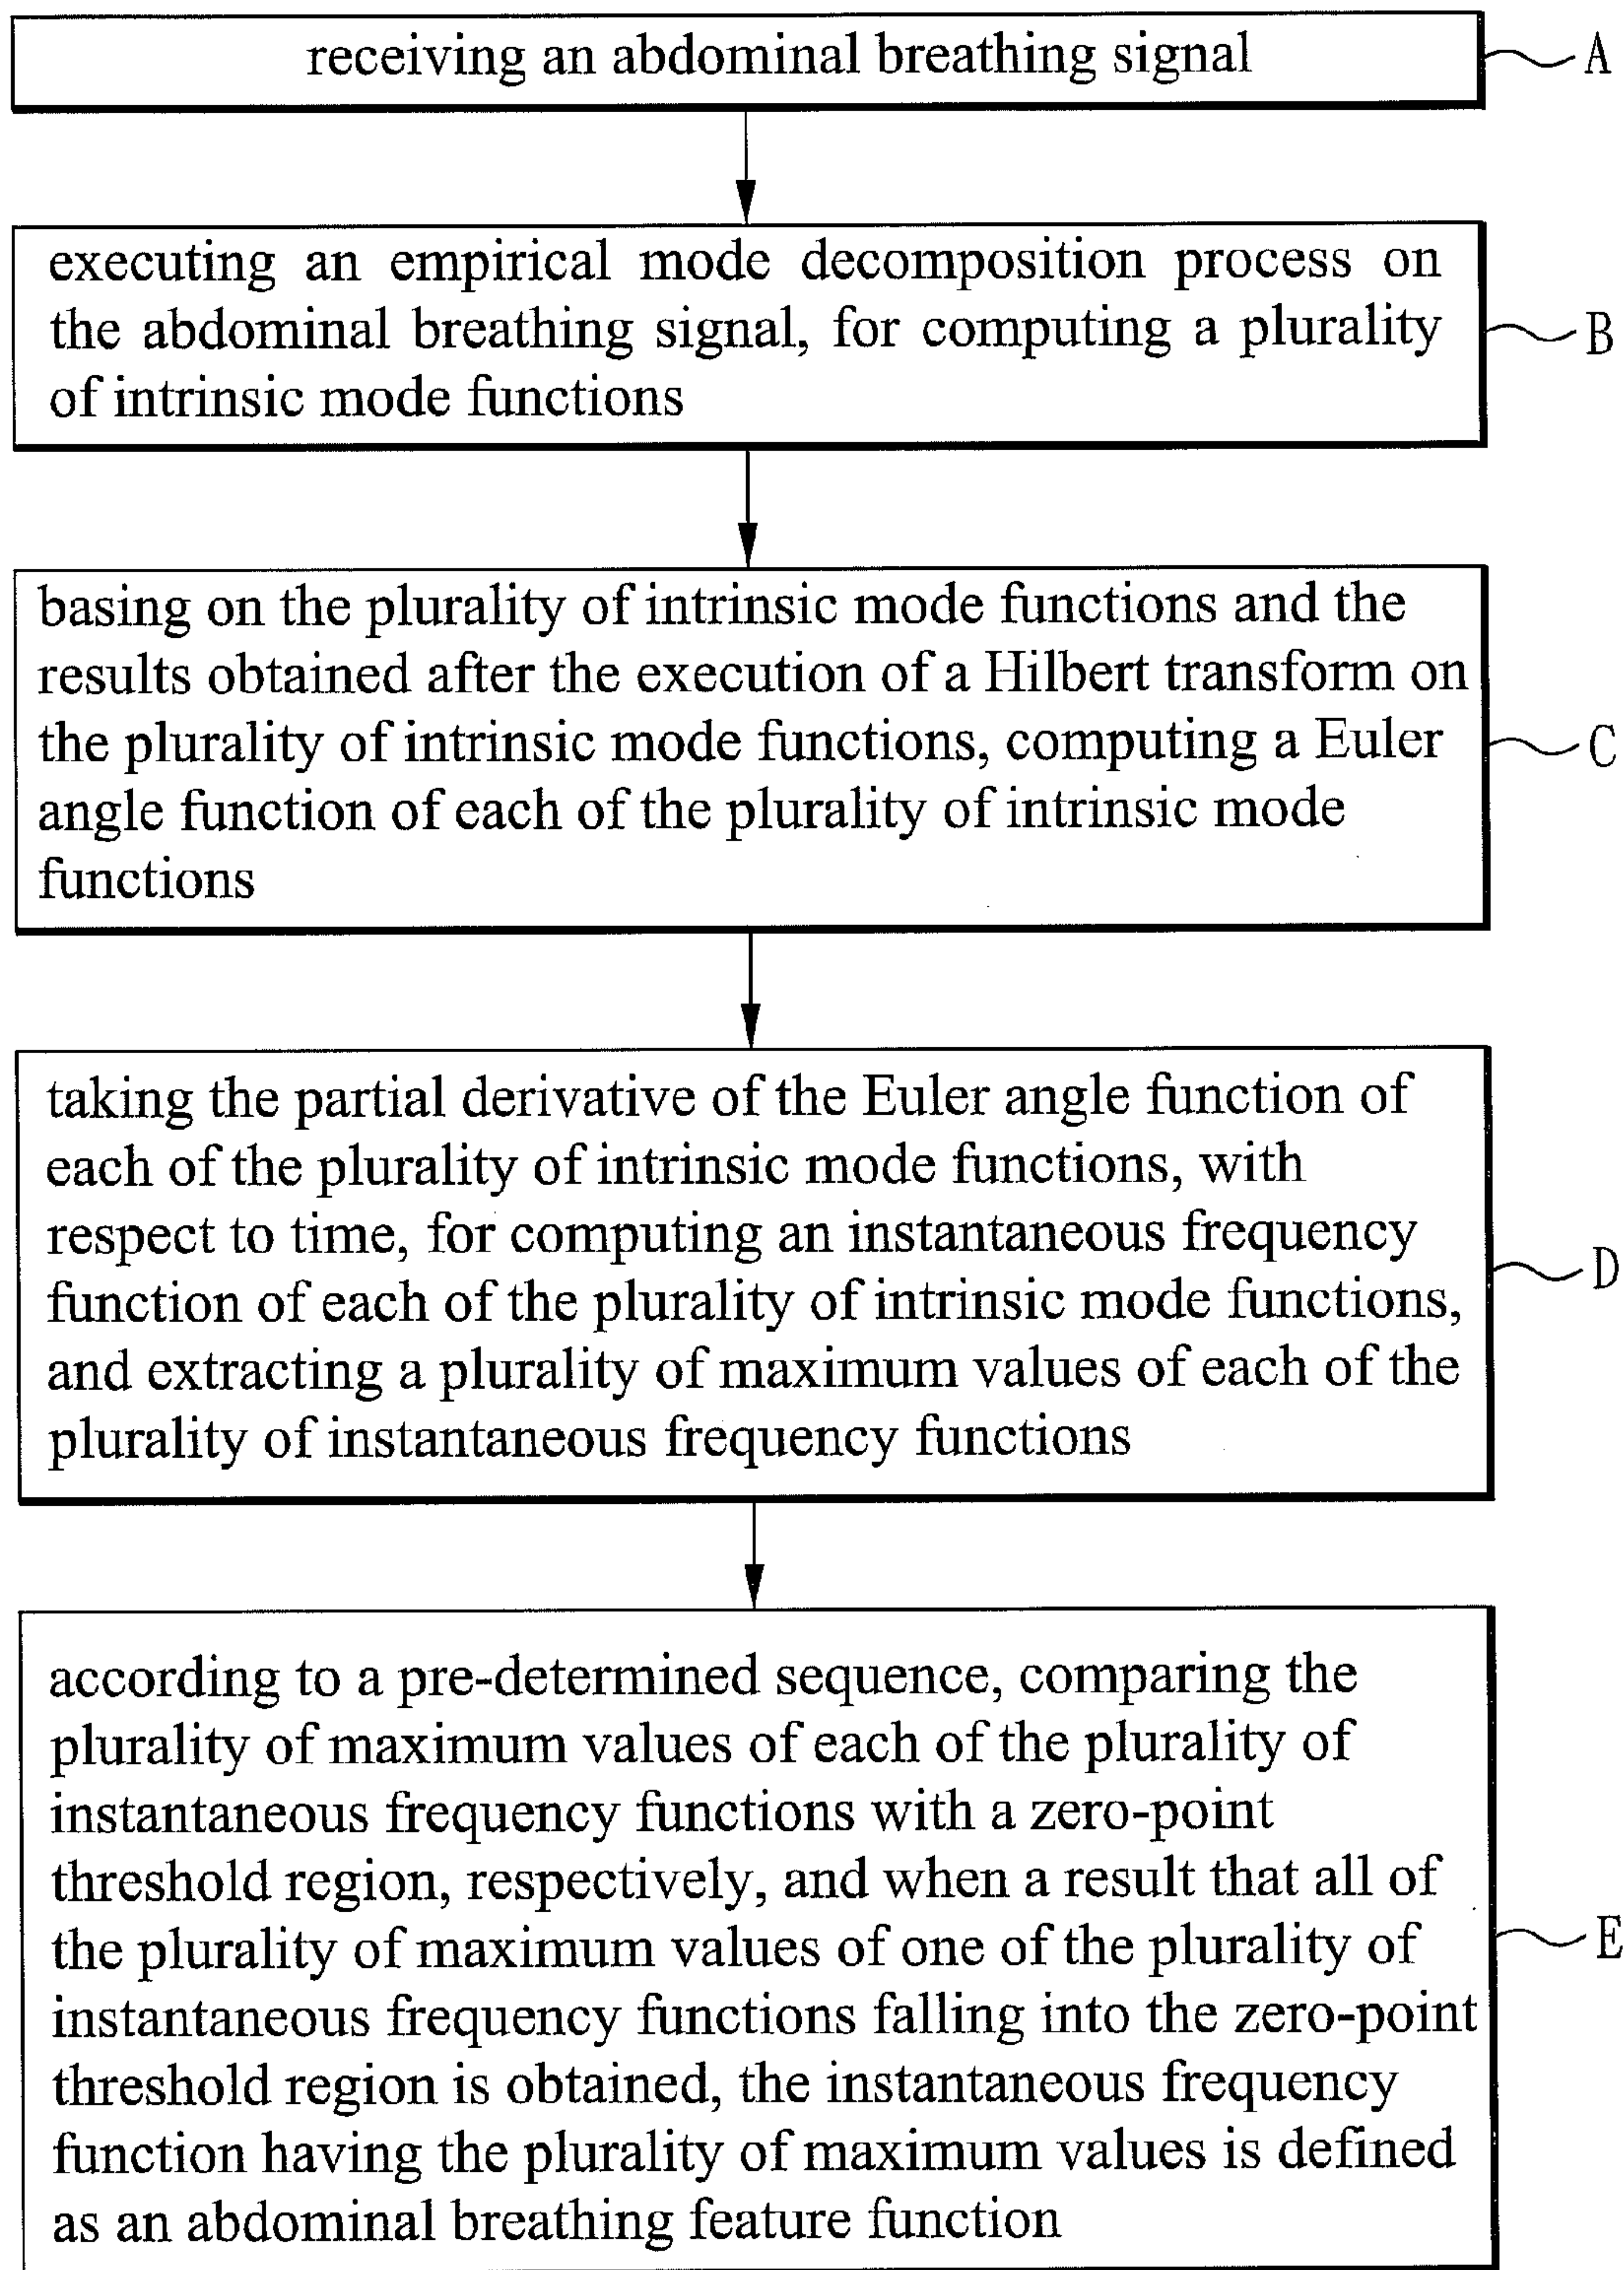 receiving an abdominal breathing signal
A
executing an empirical mode decomposition process on
the abdominal breathing signal, for computing a plurality
of intrinsic mode functions
B
basing on the plurality of intrinsic mode functions and the
results obtained after the execution of a Hilbert transform on
the plurality of intrinsic mode functions, computing a Euler
angle function of each of the plurality of intrinsic mode
functions
C
taking the partial derivative of the Euler angle function of
each of the plurality of intrinsic mode functions, with
respect to time, for computing an instantaneous frequency
function of each of the plurality of intrinsic mode functions,
and extracting a plurality of maximum values of each of the
plurality of instantaneous frequency functions
D
according to a pre-determined sequence, comparing the
plurality of maximum values of each of the plurality of
instantaneous frequency functions with a zero-point
threshold region, respectively, and when a result that all of
the plurality of maximum values of one of the plurality of
instantaneous frequency functions falling into the zero-point
threshold region is obtained, the instantaneous frequency
function having the plurality of maximum values is defined
as an abdominal breathing feature function
E